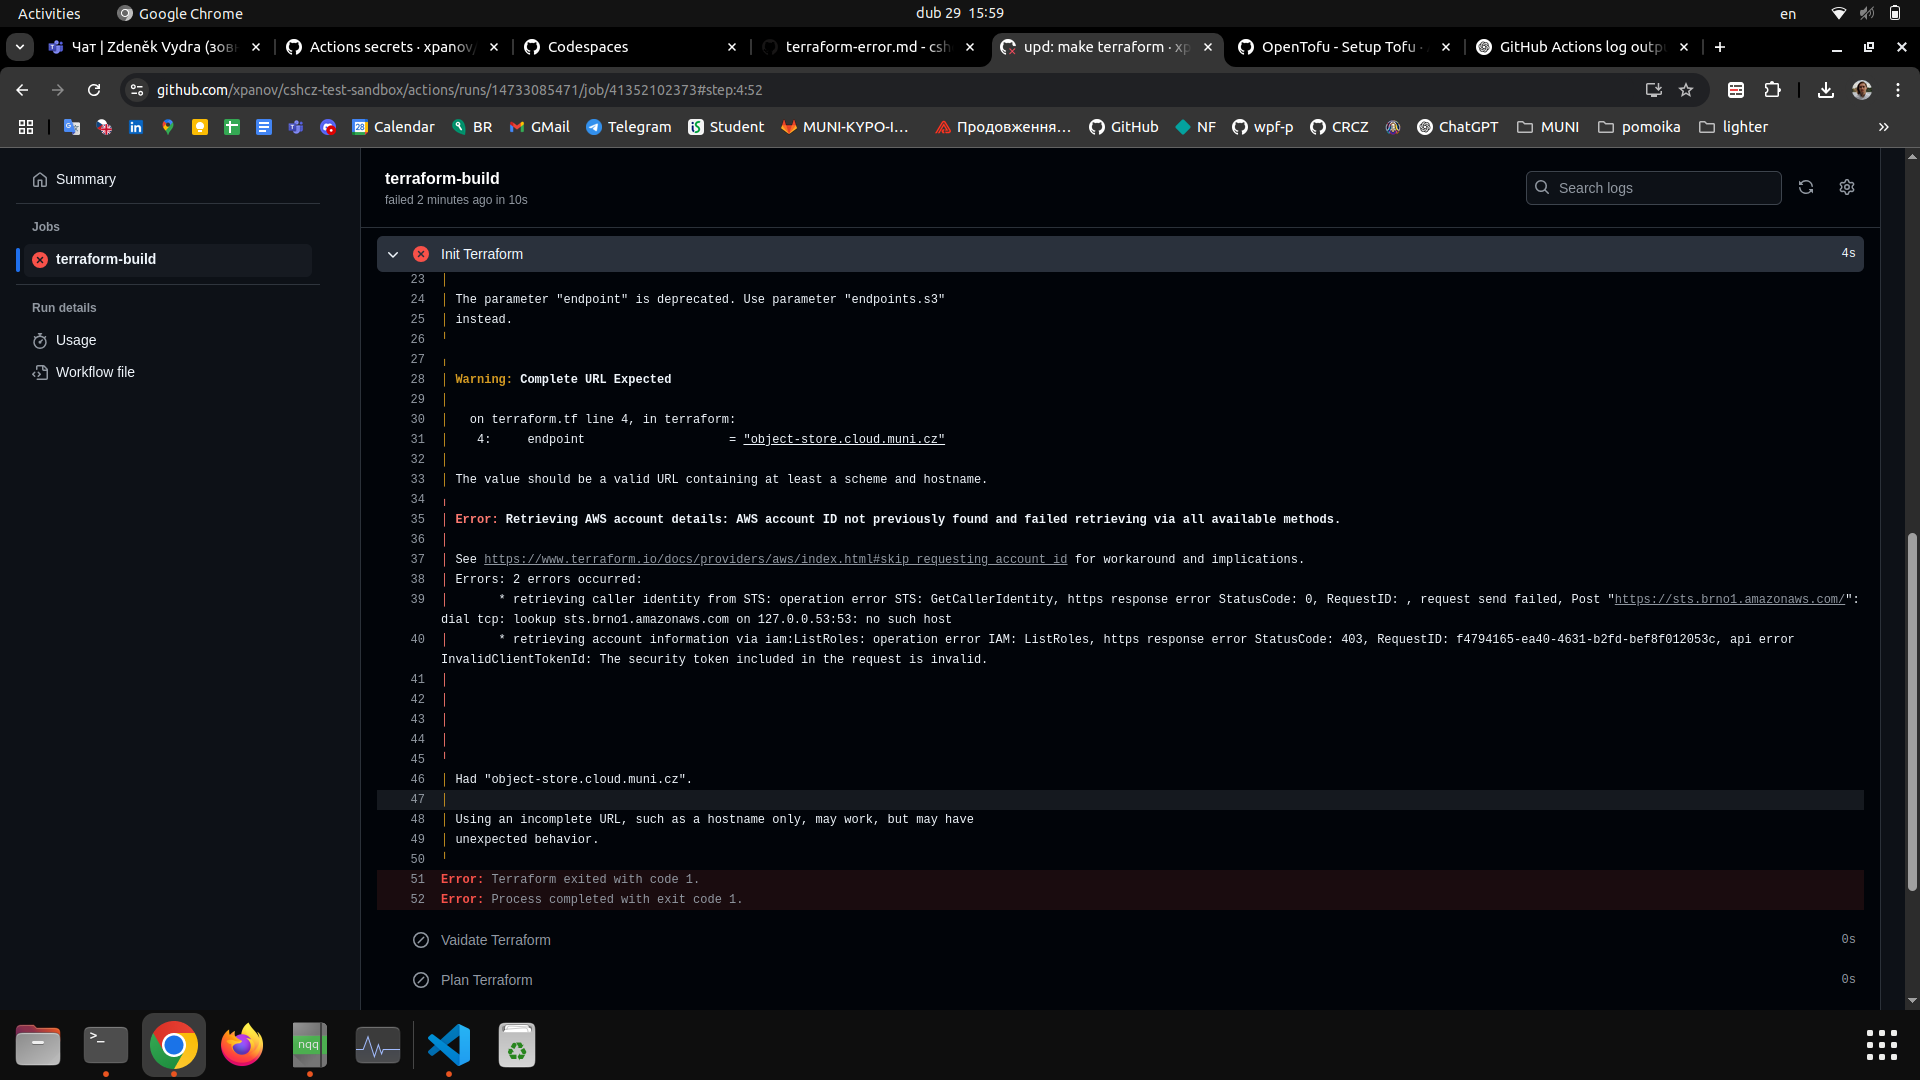 Activities
Google Chrome
dub 29 15:59
en
Чат | Zdeněk Vydra (зов
Actions secrets · xpanov/
Codespaces
terraform-error.md - csh
upd: make terraform · xp
OpenTofu - Setup Tofu ·
GitHub Actions log outp
github.com/xpanov/cshcz-test-sandbox/actions/runs/14733085471/job/41352102373#step:4:52
Calendar
BR
GMail
Telegram
Student
MUNI-KYPO-I...
Продовження...
GitHub
NF
wpf-p
CRCZ
ChatGPT
MUNI
pomoika
lighter
»
Summary
Jobs
terraform-build
Run details
Usage
Workflow file
terraform-build
failed 2 minutes ago in 10s
Search logs
Init Terraform
4s
23 |
24 | The parameter "endpoint" is deprecated. Use parameter "endpoints.s3"
25 | instead.
26 ╵
27 ╷
28 | Warning: Complete URL Expected
29 |
30 | on terraform.tf line 4, in terraform:
31 | 4: endpoint = "object-store.cloud.muni.cz"
32 |
33 | The value should be a valid URL containing at least a scheme and hostname.
34 ╷
35 | Error: Retrieving AWS account details: AWS account ID not previously found and failed retrieving via all available methods.
36 |
37 | See https://www.terraform.io/docs/providers/aws/index.html#skip_requesting_account_id for workaround and implications.
38 | Errors: 2 errors occurred:
39 | * retrieving caller identity from STS: operation error STS: GetCallerIdentity, https response error StatusCode: 0, RequestID: , request send failed, Post "https://sts.brno1.amazonaws.com/":
dial tcp: lookup sts.brno1.amazonaws.com on 127.0.0.53:53: no such host
40 | * retrieving account information via iam:ListRoles: operation error IAM: ListRoles, https response error StatusCode: 403, RequestID: f4794165-ea40-4631-b2fd-bef8f012053c, api error
InvalidClientTokenId: The security token included in the request is invalid.
41 |
42 |
43 |
44 |
45 ╵
46 | Had "object-store.cloud.muni.cz".
47 |
48 | Using an incomplete URL, such as a hostname only, may work, but may have
49 | unexpected behavior.
50 ╵
51 Error: Terraform exited with code 1.
52 Error: Process completed with exit code 1.
Vaidate Terraform
0s
Plan Terraform
0s
>_
nqq